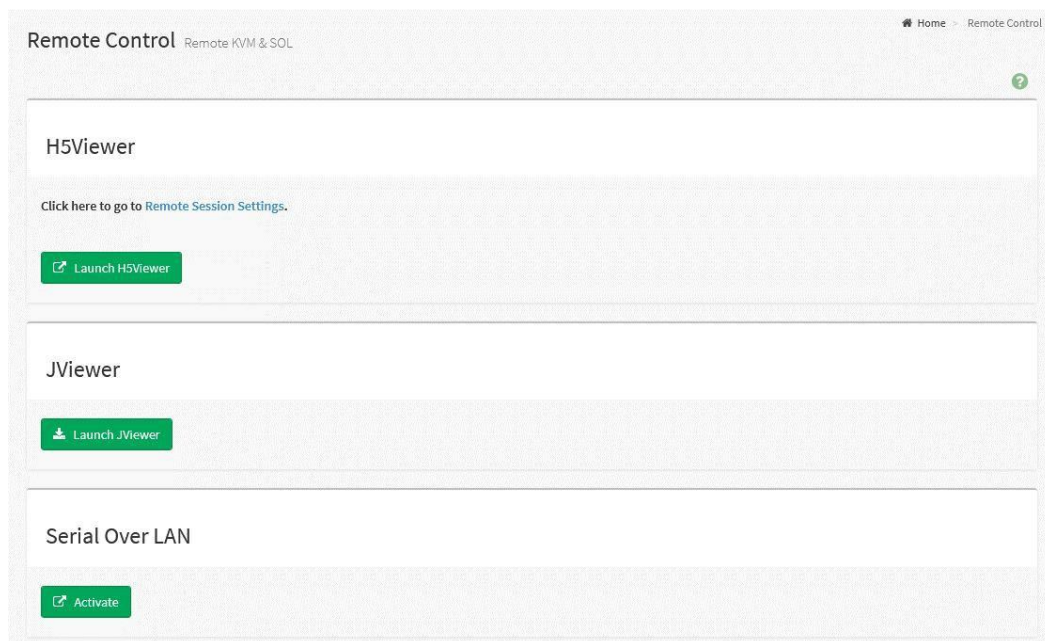 Home > Remote Control
Remote Control Remote KVM & SOL
?
H5Viewer
Click here to go to Remote Session Settings.
Launch H5Viewer
JViewer
Launch JViewer
Serial Over LAN
Activate